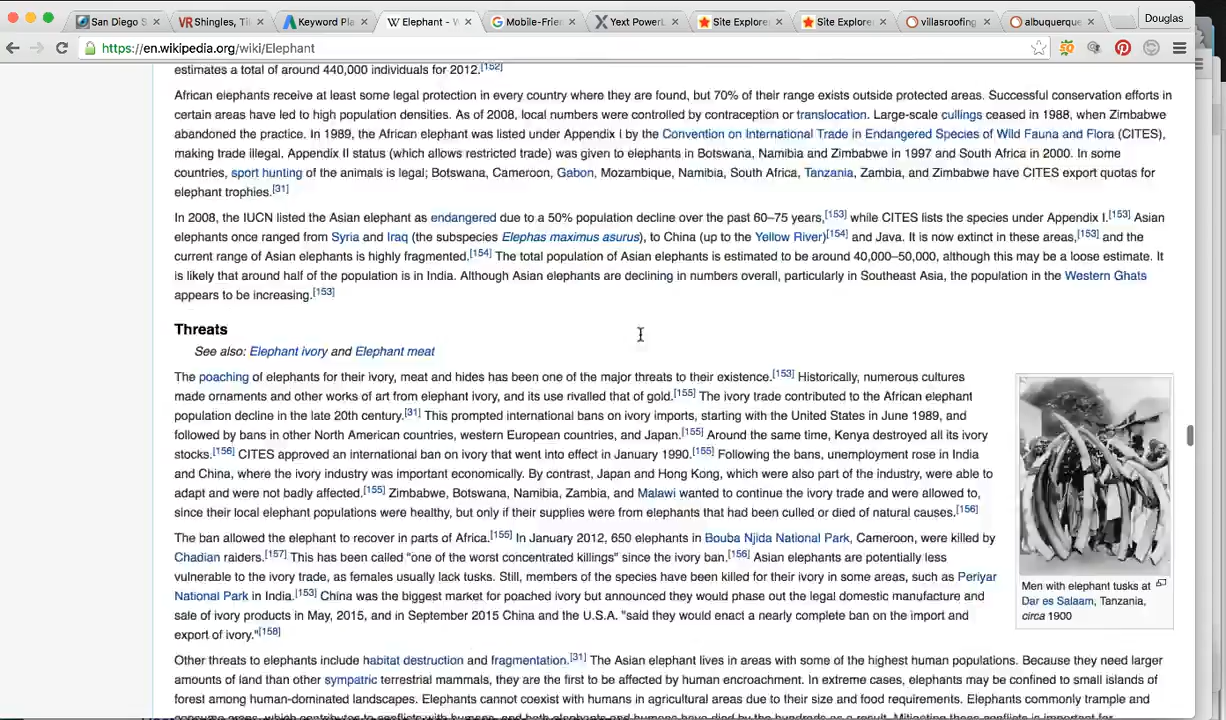 San Diego S
VR Shingles, Til
Keyword Pla
W Elephant - W
Mobile-Frien
Yext PowerL
Site Explorer
Site Explorer
villasroofing
albuquerque
Douglas
https://en.wikipedia.org/wiki/Elephant
estimates a total of around 440,000 individuals for 2012.[152]
African elephants receive at least some legal protection in every country where they are found, but 70% of their range exists outside protected areas. Successful conservation efforts in
certain areas have led to high population densities. As of 2008, local numbers were controlled by contraception or translocation. Large-scale cullings ceased in 1988, when Zimbabwe
abandoned the practice. In 1989, the African elephant was listed under Appendix I by the Convention on International Trade in Endangered Species of Wild Fauna and Flora (CITES),
making trade illegal. Appendix II status (which allows restricted trade) was given to elephants in Botswana, Namibia and Zimbabwe in 1997 and South Africa in 2000. In some
countries, sport hunting of the animals is legal; Botswana, Cameroon, Gabon, Mozambique, Namibia, South Africa, Tanzania, Zambia, and Zimbabwe have CITES export quotas for
elephant trophies.[31]
In 2008, the IUCN listed the Asian elephant as endangered due to a 50% population decline over the past 60–75 years,[153] while CITES lists the species under Appendix I.[153] Asian
elephants once ranged from Syria and Iraq (the subspecies Elephas maximus asurus), to China (up to the Yellow River)[154] and Java. It is now extinct in these areas,[153] and the
current range of Asian elephants is highly fragmented.[154] The total population of Asian elephants is estimated to be around 40,000–50,000, although this may be a loose estimate. It
is likely that around half of the population is in India. Although Asian elephants are declining in numbers overall, particularly in Southeast Asia, the population in the Western Ghats
appears to be increasing.[153]
Threats
See also: Elephant ivory and Elephant meat
The poaching of elephants for their ivory, meat and hides has been one of the major threats to their existence.[153] Historically, numerous cultures
made ornaments and other works of art from elephant ivory, and its use rivalled that of gold.[155] The ivory trade contributed to the African elephant
population decline in the late 20th century.[31] This prompted international bans on ivory imports, starting with the United States in June 1989, and
followed by bans in other North American countries, western European countries, and Japan.[155] Around the same time, Kenya destroyed all its ivory
stocks.[156] CITES approved an international ban on ivory that went into effect in January 1990.[155] Following the bans, unemployment rose in India
and China, where the ivory industry was important economically. By contrast, Japan and Hong Kong, which were also part of the industry, were able to
adapt and were not badly affected.[155] Zimbabwe, Botswana, Namibia, Zambia, and Malawi wanted to continue the ivory trade and were allowed to,
since their local elephant populations were healthy, but only if their supplies were from elephants that had been culled or died of natural causes.[156]
The ban allowed the elephant to recover in parts of Africa.[155] In January 2012, 650 elephants in Bouba Njida National Park, Cameroon, were killed by
Chadian raiders.[157] This has been called "one of the worst concentrated killings" since the ivory ban.[156] Asian elephants are potentially less
vulnerable to the ivory trade, as females usually lack tusks. Still, members of the species have been killed for their ivory in some areas, such as Periyar
National Park in India.[153] China was the biggest market for poached ivory but announced they would phase out the legal domestic manufacture and
sale of ivory products in May, 2015, and in September 2015 China and the U.S.A. "said they would enact a nearly complete ban on the import and
export of ivory."[158]
Men with elephant tusks at
Dar es Salaam, Tanzania,
circa 1900
Other threats to elephants include habitat destruction and fragmentation.[31] The Asian elephant lives in areas with some of the highest human populations. Because they need larger
amounts of land than other sympatric terrestrial mammals, they are the first to be affected by human encroachment. In extreme cases, elephants may be confined to small islands of
forest among human-dominated landscapes. Elephants cannot coexist with humans in agricultural areas due to their size and food requirements. Elephants commonly trample and
consume crops, which contributes to conflicts with humans, and both elephants and humans have died by the hundreds as a result. Mitigating these conflicts is important for